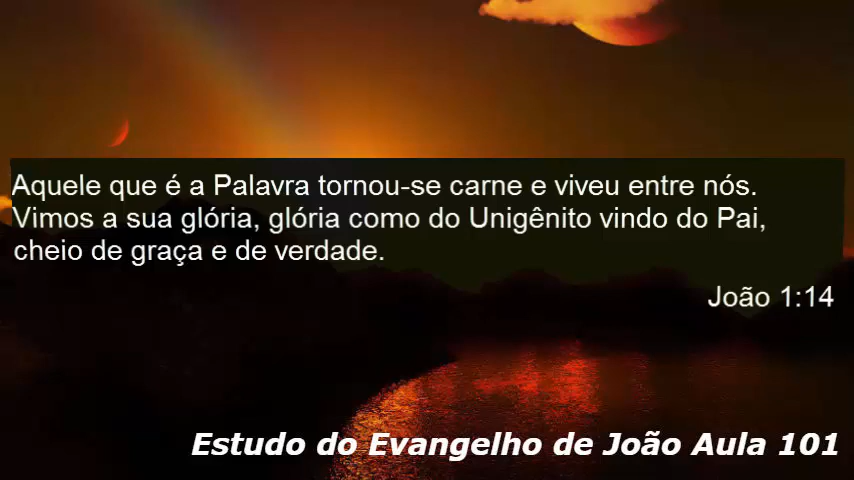 Aquele que é a Palavra tornou-se carne e viveu entre nós.
Vimos a sua glória, glória como do Unigênito vindo do Pai,
cheio de graça e de verdade.
João 1:14
Estudo do Evangelho de João Aula 101